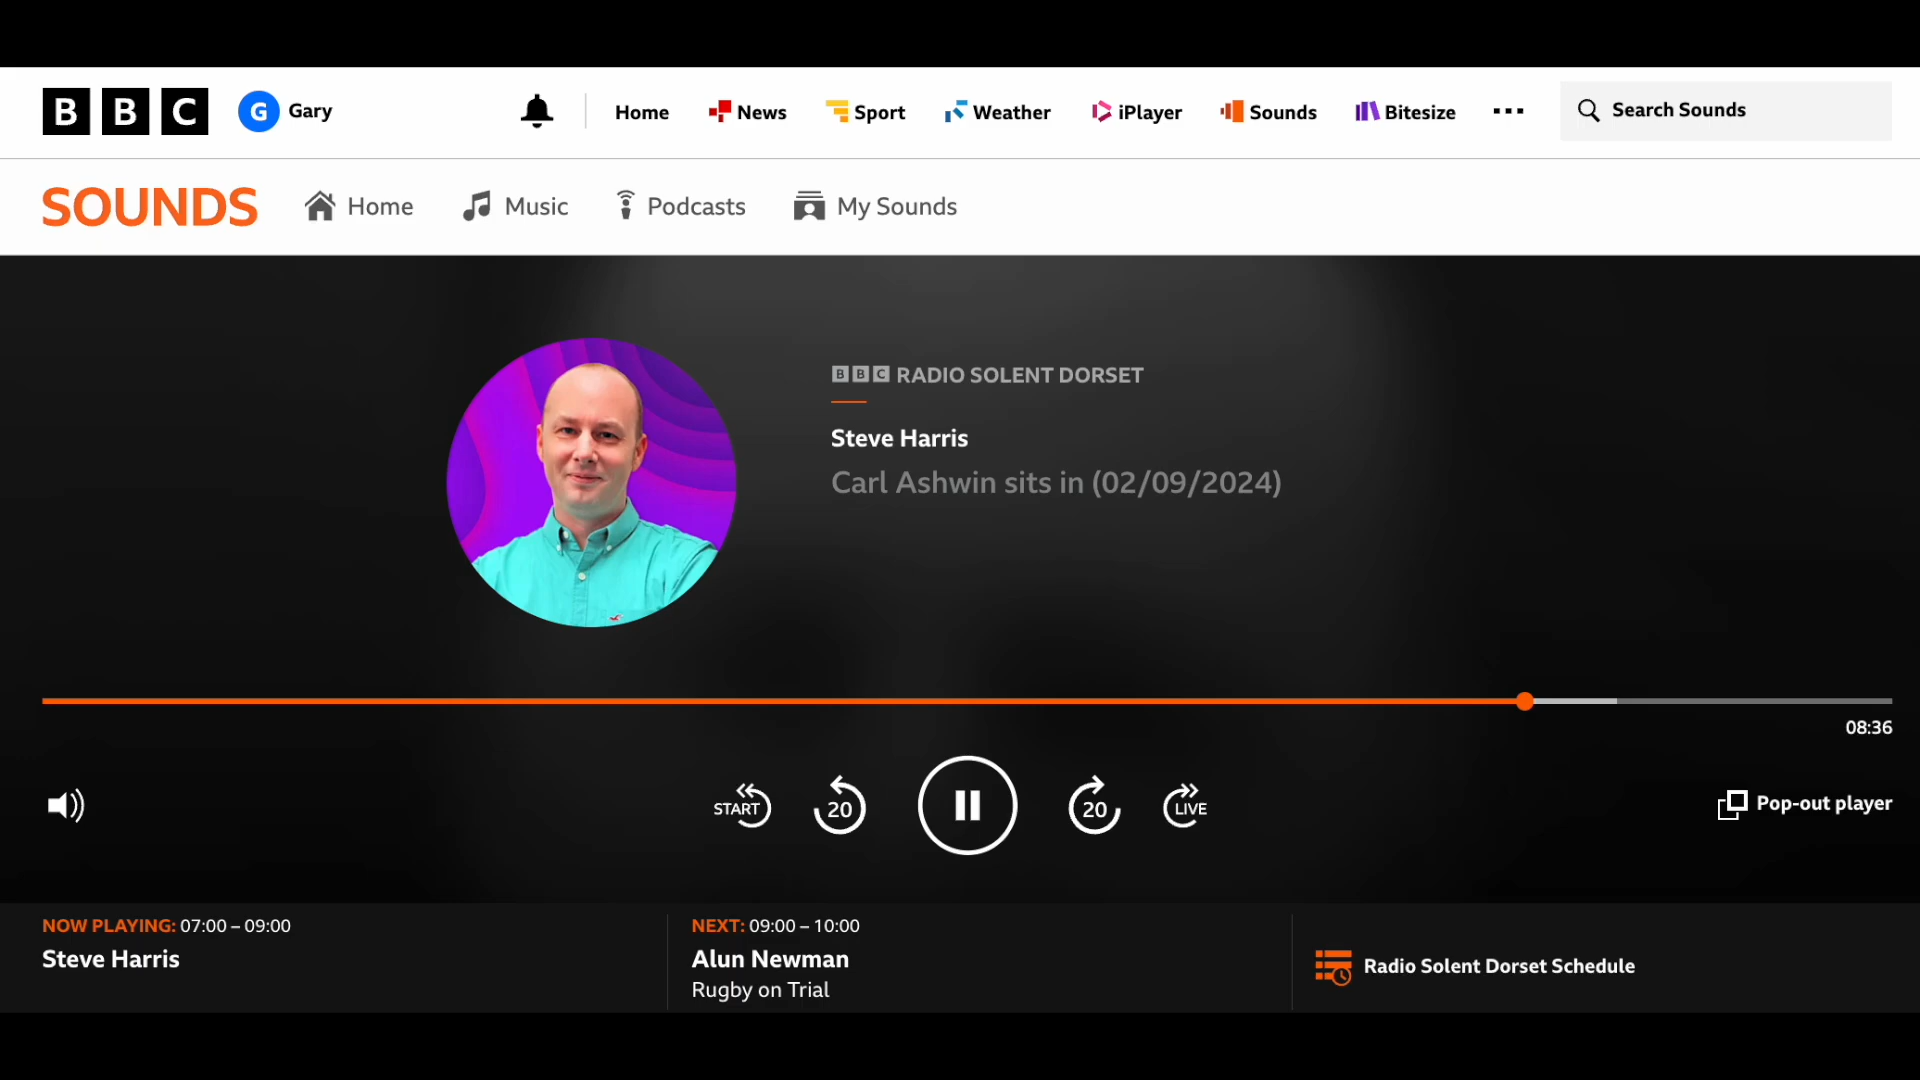 BBC G Gary Home News Sport Weather iPlayer Sounds Bitesize Search Sounds
SOUNDS Home Music Podcasts My Sounds
BBC RADIO SOLENT DORSET
Steve Harris
Carl Ashwin sits in (02/09/2024)
08:36
START 20 20 LIVE Pop-out player
NOW PLAYING: 07:00 – 09:00
Steve Harris
NEXT: 09:00 – 10:00
Alun Newman
Rugby on Trial
Radio Solent Dorset Schedule